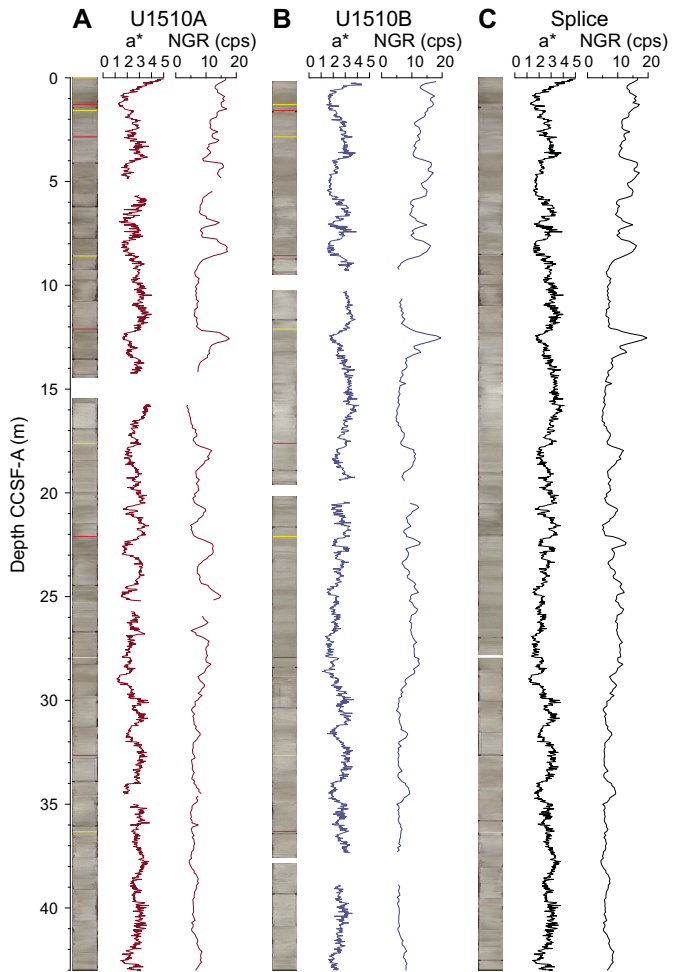 A U1510A
B U1510B
C Splice
a* NGR (cps)
a* NGR (cps)
a* NGR (cps)
0 1 2 3 4 5 0 10 20
0 1 2 3 4 5 0 10 20
0 1 2 3 4 5 0 10 20
0
5
10
15
20
25
30
35
40
Depth CCSF-A (m)